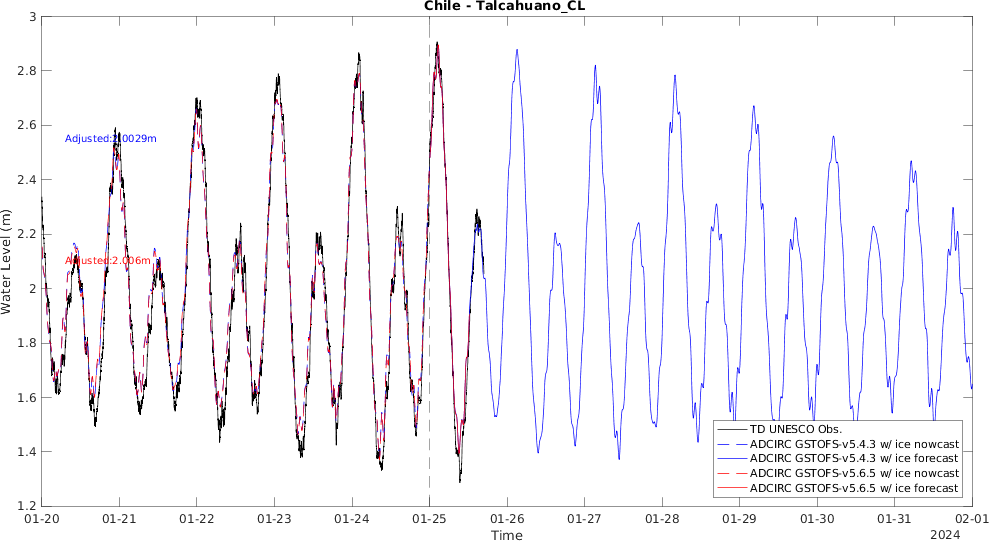 Chile - Talcahuano_CL
3
2.8
2.6
2.4
2.2
2
1.8
1.6
1.4
1.2
Water Level (m)
Adjusted:2.0029m
Adjusted:2.006m
TD UNESCO Obs.
ADCIRC GSTOFS-v5.4.3 w/ ice nowcast
ADCIRC GSTOFS-v5.4.3 w/ ice forecast
ADCIRC GSTOFS-v5.6.5 w/ ice nowcast
ADCIRC GSTOFS-v5.6.5 w/ ice forecast
01-20 01-21 01-22 01-23 01-24 01-25 01-26 01-27 01-28 01-29 01-30 01-31 02-01
Time
2024